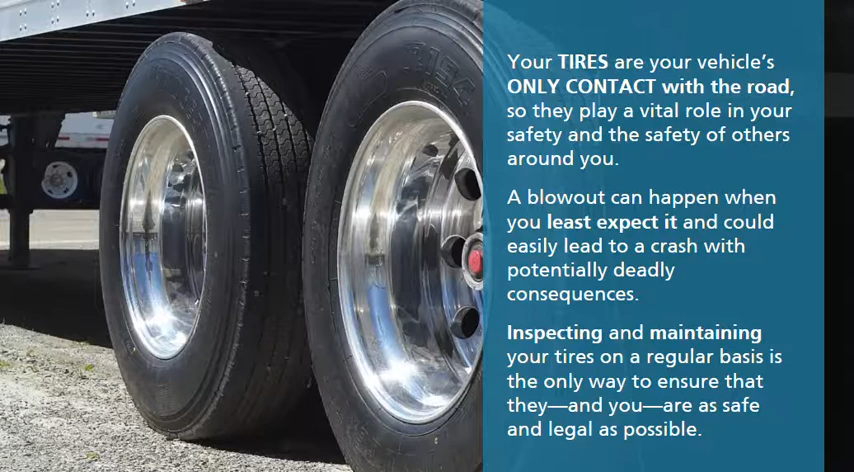 Your TIRES are your vehicle's
ONLY CONTACT with the road,
so they play a vital role in your
safety and the safety of others
around you.
A blowout can happen when
you least expect it and could
easily lead to a crash with
potentially deadly
consequences.
Inspecting and maintaining
your tires on a regular basis is
the only way to ensure that
they—and you—are as safe
and legal as possible.